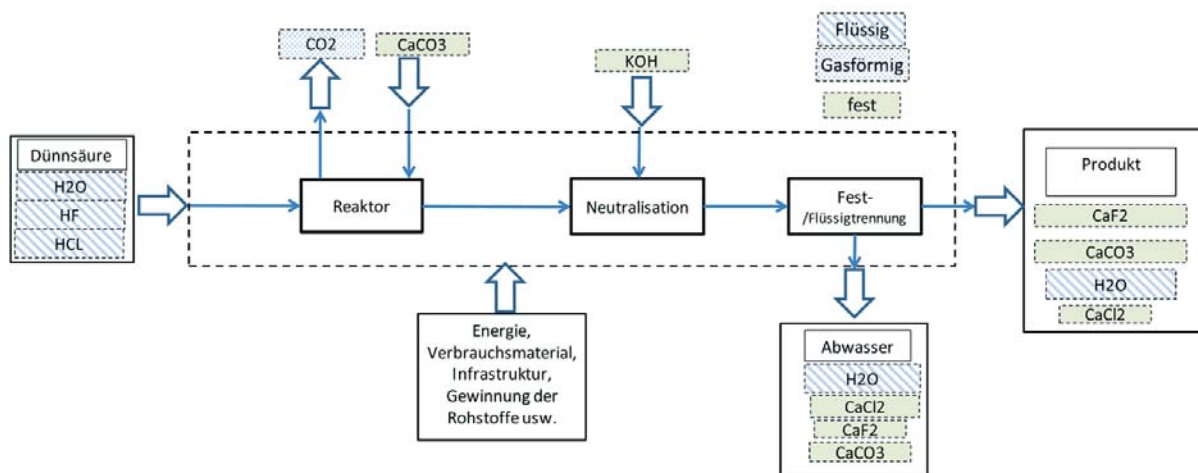 CO2
CaCO3
KOH
Flüssig
Gasförmig
fest
Dünnsäure
H2O
HF
HCL
Reaktor
Neutralisation
Fest-
/Flüssigtrennung
Produkt
CaF2
CaCO3
H2O
CaCl2
Energie,
Verbrauchsmaterial,
Infrastruktur,
Gewinnung der
Rohstoffe usw.
Abwasser
H2O
CaCl2
CaF2
CaCO3